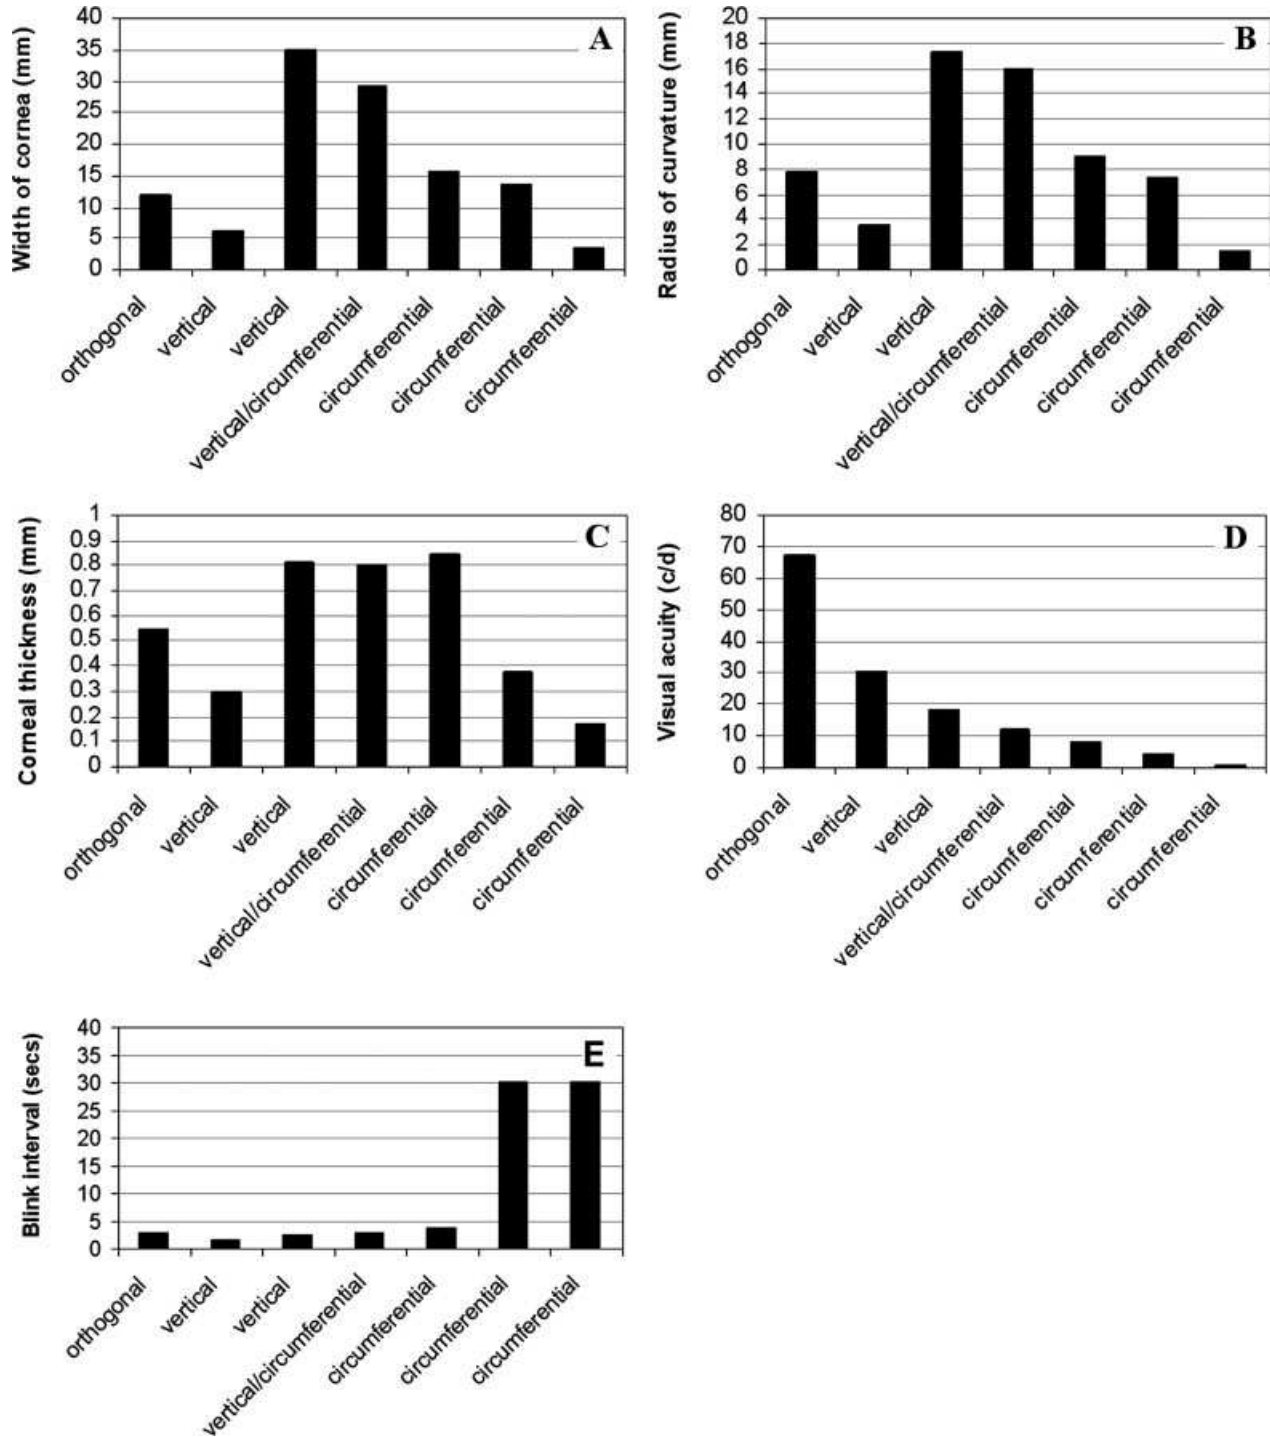 A
Width of cornea (mm)
40
35
30
25
20
15
10
5
0
orthogonal
vertical
vertical
vertical/circumferential
circumferential
circumferential
circumferential
B
Radius of curvature (mm)
20
18
16
14
12
10
8
6
4
2
0
orthogonal
vertical
vertical
vertical/circumferential
circumferential
circumferential
circumferential
C
Corneal thickness (mm)
1
0.9
0.8
0.7
0.6
0.5
0.4
0.3
0.2
0.1
0
orthogonal
vertical
vertical
vertical/circumferential
circumferential
circumferential
circumferential
D
Visual acuity (c/d)
80
70
60
50
40
30
20
10
0
orthogonal
vertical
vertical
vertical/circumferential
circumferential
circumferential
circumferential
E
Blink interval (secs)
40
35
30
25
20
15
10
5
0
orthogonal
vertical
vertical
vertical/circumferential
circumferential
circumferential
circumferential